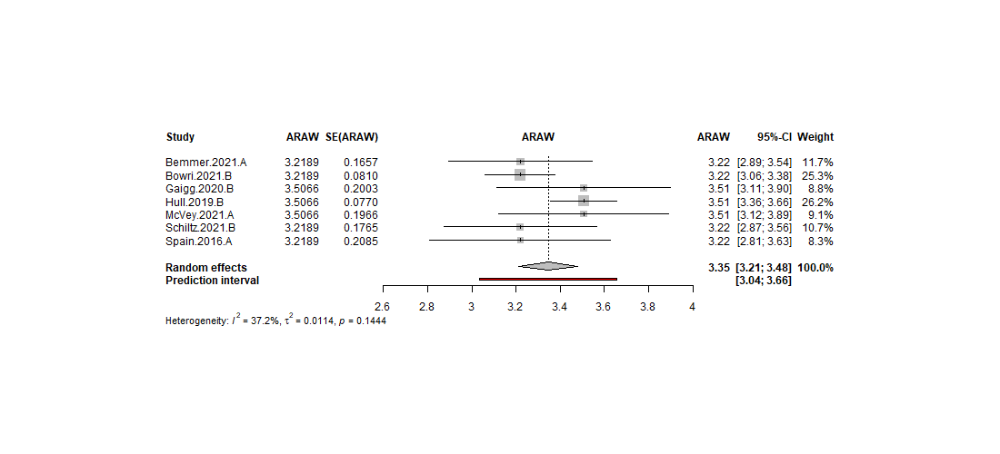 Study ARAW SE(ARAW) ARAW ARAW 95%-CI Weight
Bemmer.2021.A 3.2189 0.1657 3.22 [2.89; 3.54] 11.7%
Bowri.2021.B 3.2189 0.0810 3.22 [3.06; 3.38] 25.3%
Gaigg.2020.B 3.5066 0.2003 3.51 [3.11; 3.90] 8.8%
Hull.2019.B 3.5066 0.0770 3.51 [3.36; 3.66] 26.2%
McVey.2021.A 3.5066 0.1966 3.51 [3.12; 3.89] 9.1%
Schiltz.2021.B 3.2189 0.1765 3.22 [2.87; 3.56] 10.7%
Spain.2016.A 3.2189 0.2085 3.22 [2.81; 3.63] 8.3%
Random effects 3.35 [3.21; 3.48] 100.0%
Prediction interval [3.04; 3.66]
2.6 2.8 3 3.2 3.4 3.6 3.8 4
Heterogeneity: I² = 37.2%, τ² = 0.0114, p = 0.1444